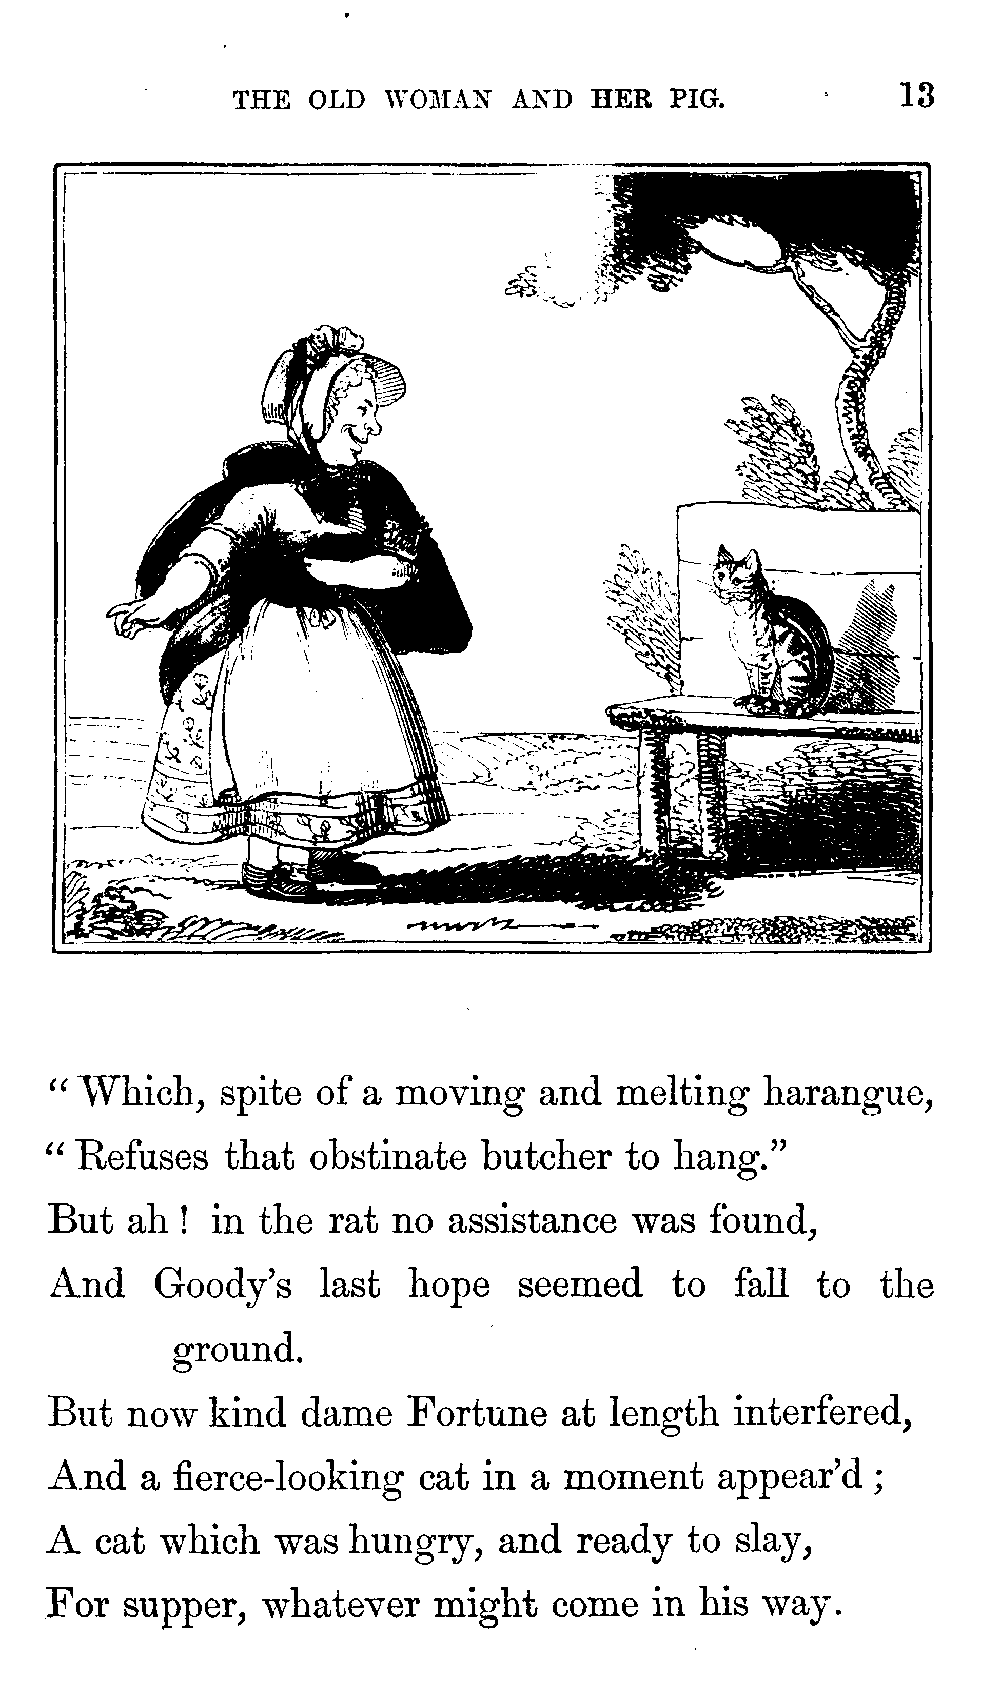 THE OLD WOMAN AND HER PIG. 13
“ Which, spite of a moving and melting harangue,
“ Refuses that obstinate butcher to hang.”
But ah ! in the rat no assistance was found,
And Goody’s last hope seemed to fall to the
ground.
But now kind dame Fortune at length interfered,
And a fierce-looking cat in a moment appear’d ;
A cat which was hungry, and ready to slay,
For supper, whatever might come in his way.